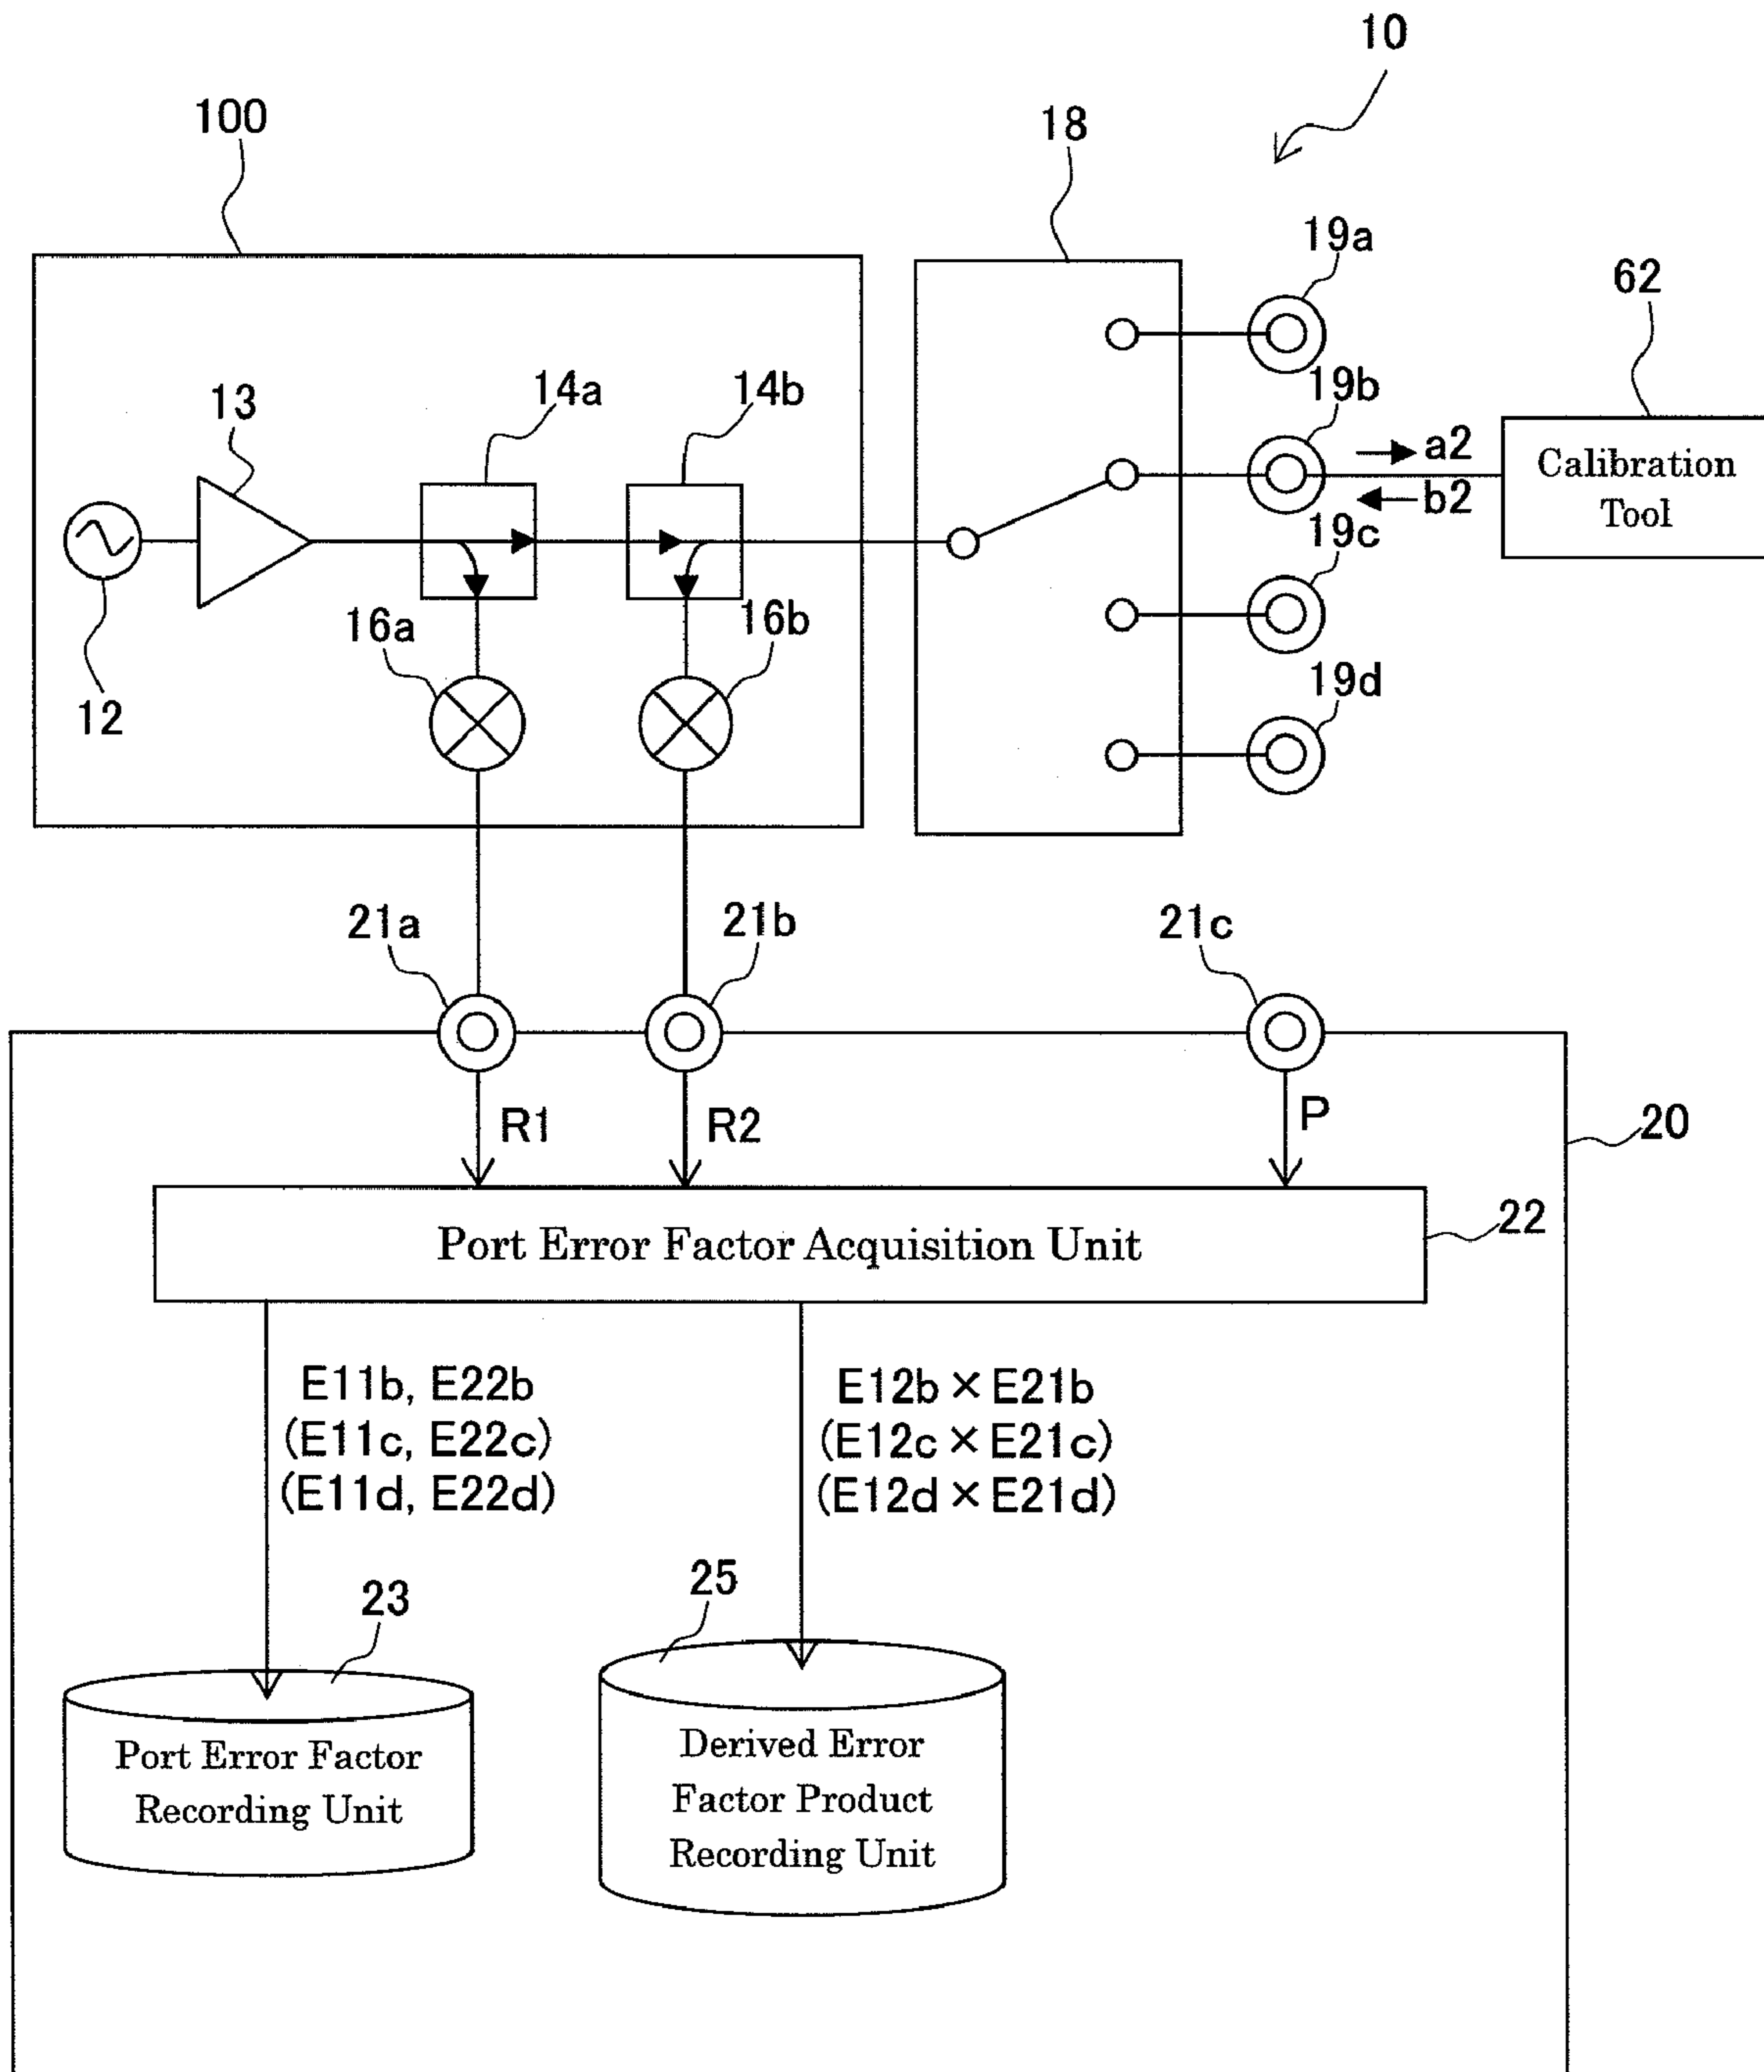 10
100
18
19a
62
13
14a
14b
19b
a2
Calibration
Tool
b2
19c
16a
16b
12
19d
21a
21b
21c
R1
R2
P
20
Port Error Factor Acquisition Unit
22
E11b, E22b
(E11c, E22c)
(E11d, E22d)
E12b × E21b
(E12c × E21c)
(E12d × E21d)
23
25
Port Error Factor
Recording Unit
Derived Error
Factor Product
Recording Unit